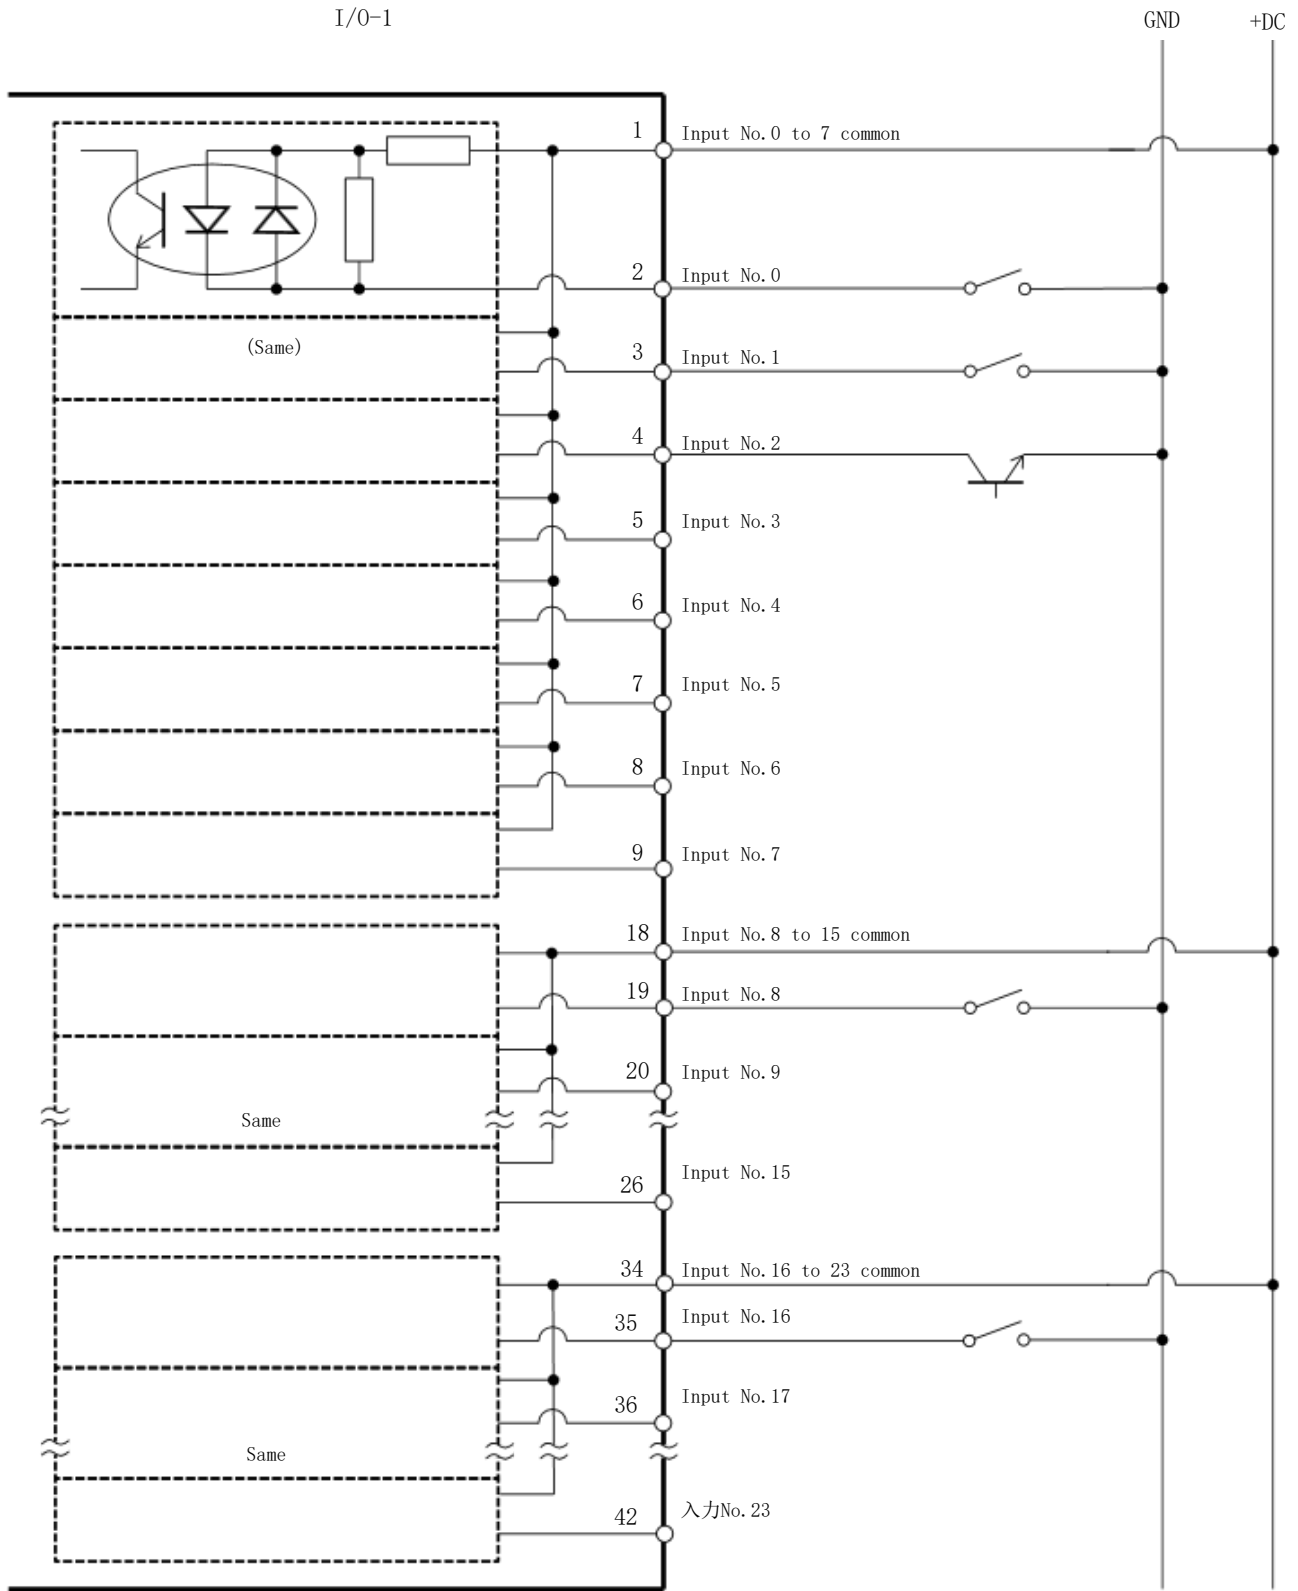 I/O-1
GND
+DC
1
Input No.0 to 7 common
2
Input No.0
(Same)
3
Input No.1
4
Input No.2
5
Input No.3
6
Input No.4
7
Input No.5
8
Input No.6
9
Input No.7
18
Input No.8 to 15 common
19
Input No.8
20
Input No.9
Same
26
Input No.15
34
Input No.16 to 23 common
35
Input No.16
36
Input No.17
Same
42
入力No.23